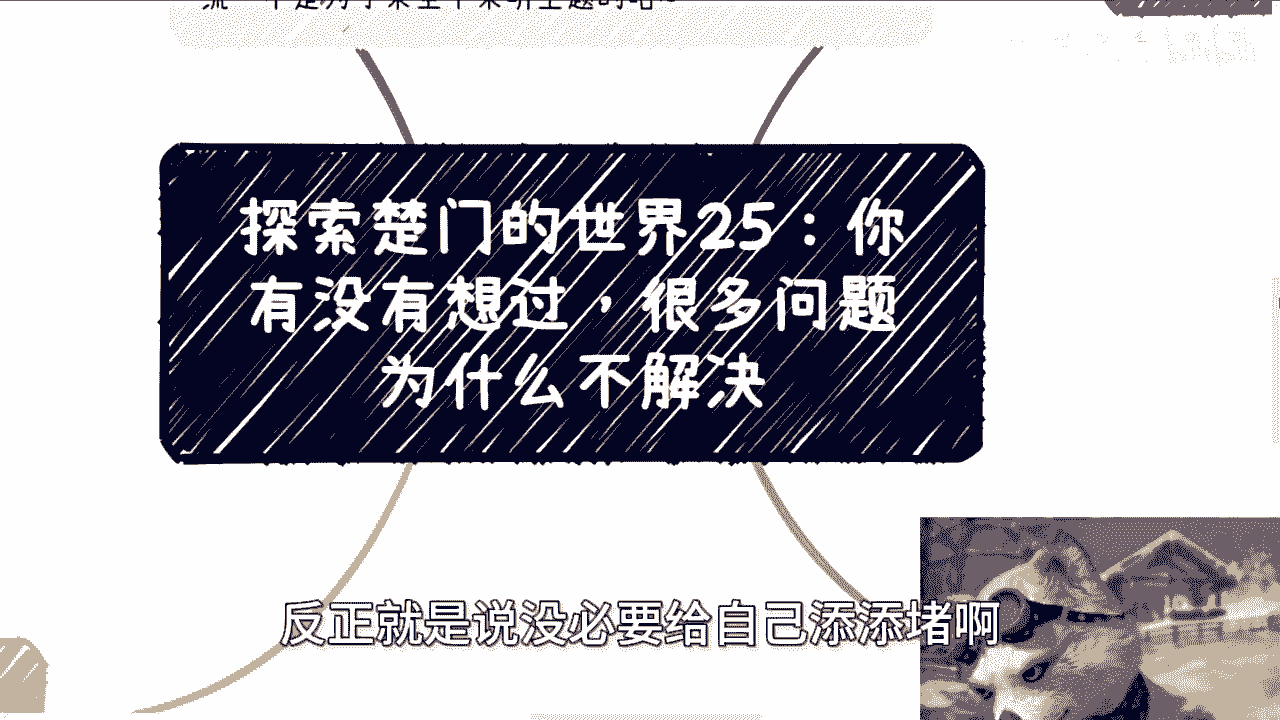 探索楚门的世界25：你
有没有想过，很多问题
为什么不解决
反正就是说没必要给自己添添堵啊